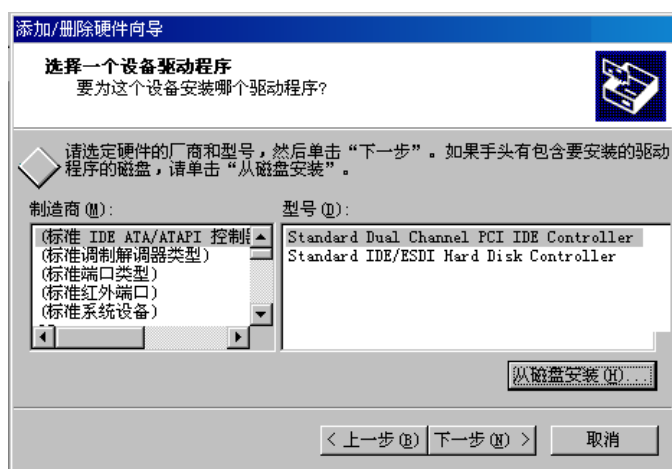 添加/删除硬件向导
选择一个设备驱动程序
要为这个设备安装哪个驱动程序?
请选定硬件的厂商和型号，然后单击“下一步”。如果手头有包含要安装的驱动
程序的磁盘，请单击“从磁盘安装”。
制造商(M):
型号(D):
(标准 IDE ATA/ATAPI 控制
(标准调制解调器类型)
(标准端口类型)
(标准红外端口)
(标准系统设备)
Standard Dual Channel PCI IDE Controller
Standard IDE/ESDI Hard Disk Controller
从磁盘安装(H)...
< 上一步(B)
下一步(N) >
取消